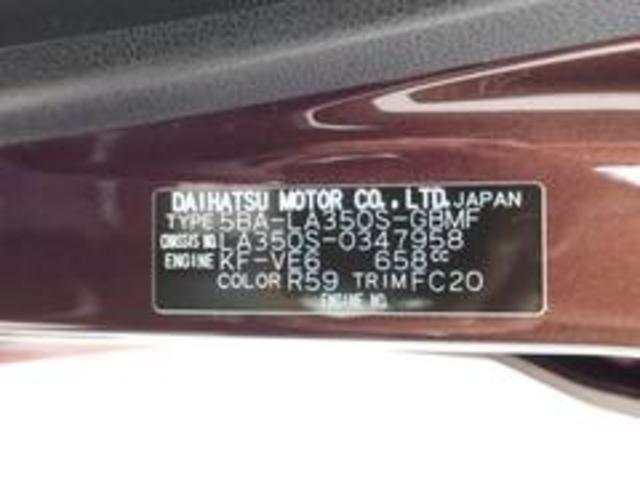 DAIHATSU MOTOR CO., LTD. JAPAN
TYPE 5BA-LA350S-GBMF
CHASSIS NO. LA350S-0347958
ENGINE KF-VE6 658cc
COLOR R59 TRIM FC20
ENGINE NO.